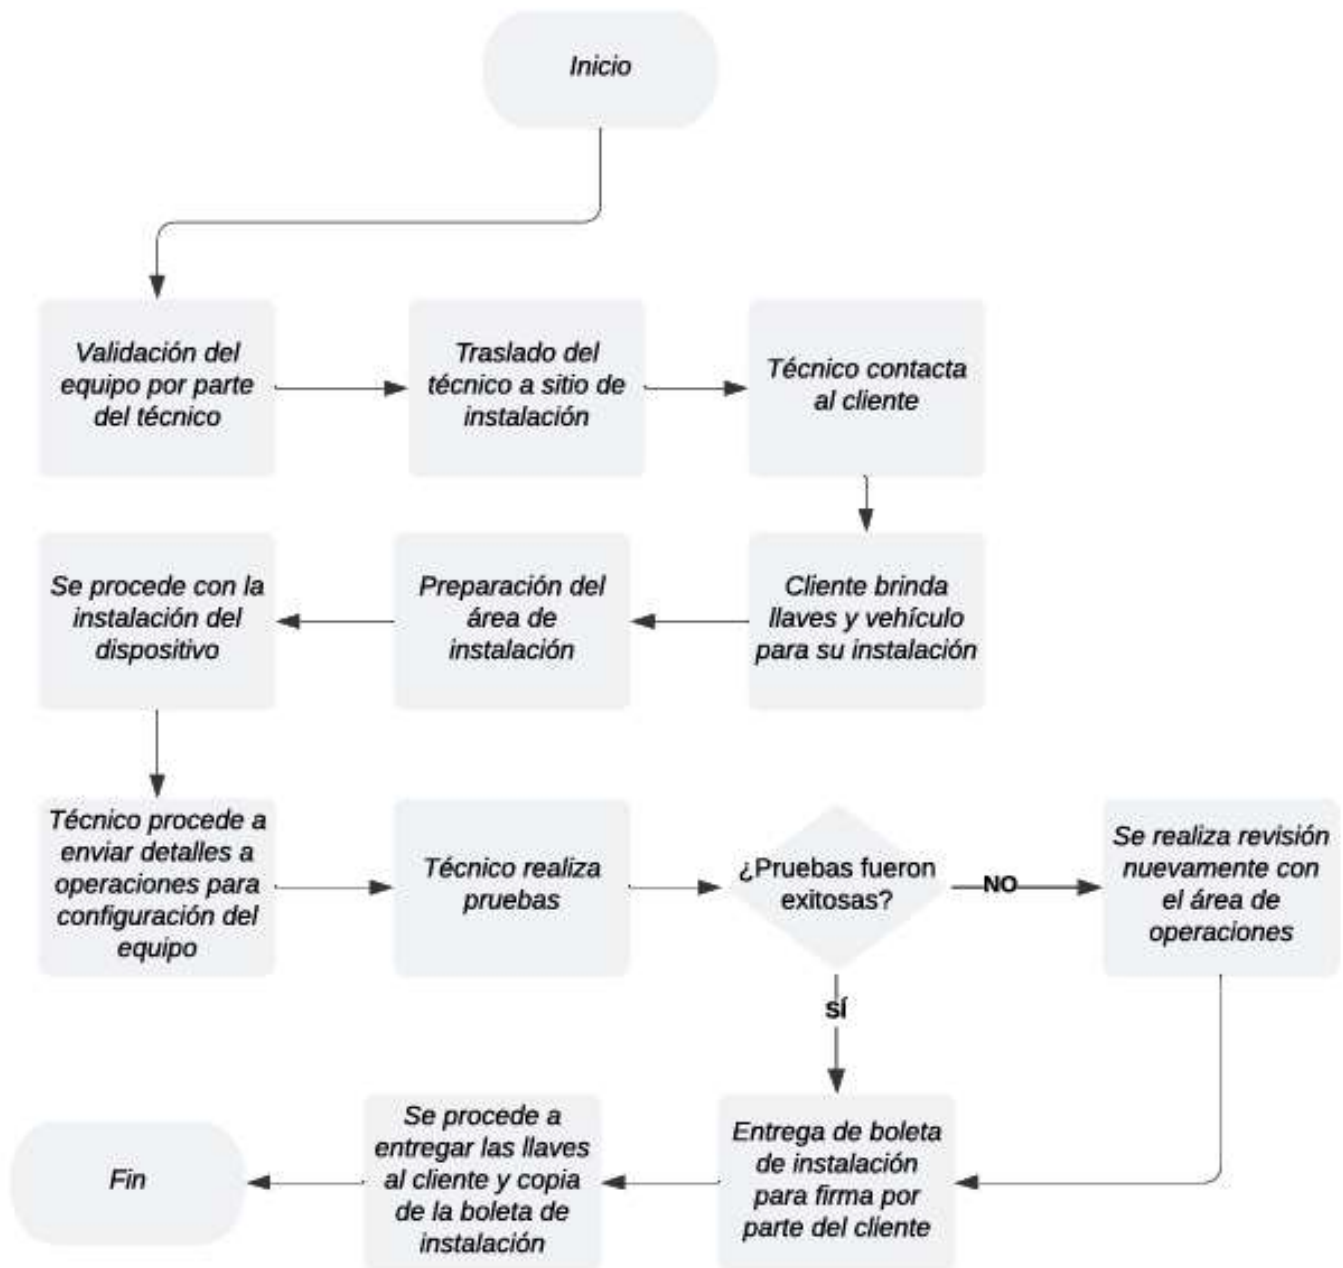 Inicio
Validación del
equipo por parte
del técnico
Traslado del
técnico a sitio de
instalación
Técnico contacta
al cliente
Cliente brinda
llaves y vehículo
para su instalación
Preparación del
área de
instalación
Se procede con la
instalación del
dispositivo
Técnico procede a
enviar detalles a
operaciones para
configuración del
equipo
Técnico realiza
pruebas
¿Pruebas fueron
exitosas?
NO
Se realiza revisión
nuevamente con
el área de
operaciones
SÍ
Entrega de boleta
de instalación
para firma por
parte del cliente
Se procede a
entregar las llaves
al cliente y copia
de la boleta de
instalación
Fin